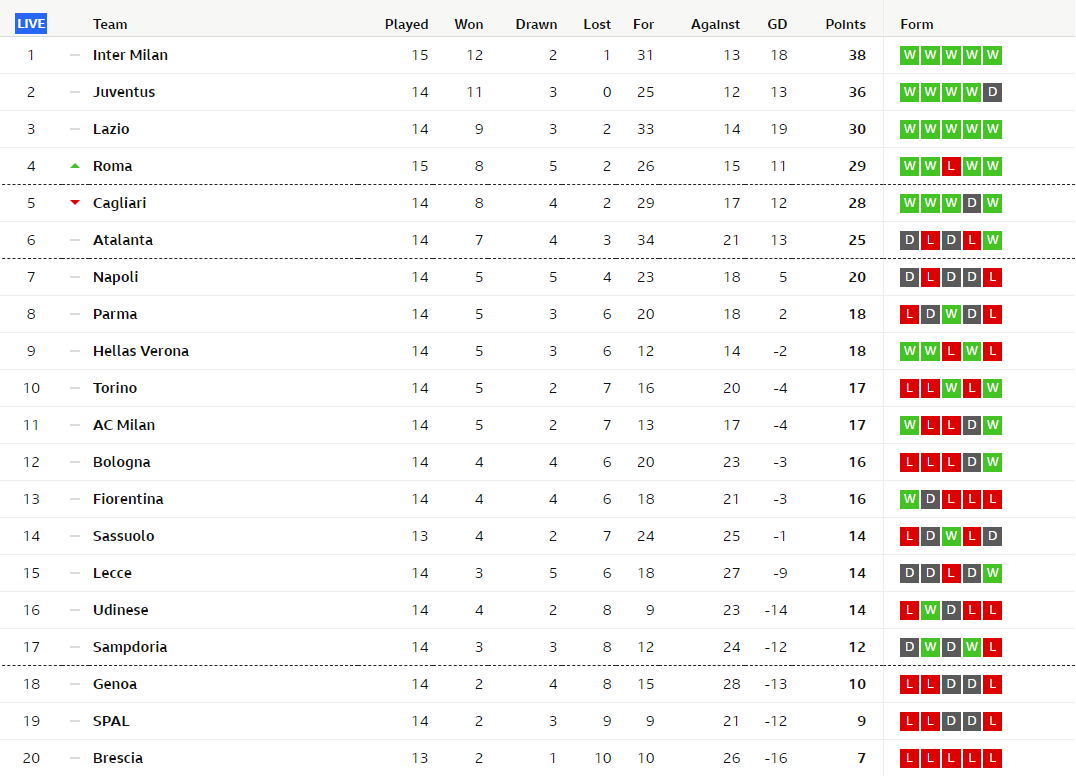 LIVE Team Played Won Drawn Lost For Against GD Points Form
1 Inter Milan 15 12 2 1 31 13 18 38 W W W W W
2 Juventus 14 11 3 0 25 12 13 36 W W W W D
3 Lazio 14 9 3 2 33 14 19 30 W W W W W
4 Roma 15 8 5 2 26 15 11 29 W W L W W
5 Cagliari 14 8 4 2 29 17 12 28 W W W D W
6 Atalanta 14 7 4 3 34 21 13 25 D L D L W
7 Napoli 14 5 5 4 23 18 5 20 D L D D L
8 Parma 14 5 3 6 20 18 2 18 L D W D L
9 Hellas Verona 14 5 3 6 12 14 -2 18 W W L W L
10 Torino 14 5 2 7 16 20 -4 17 L L W L W
11 AC Milan 14 5 2 7 13 17 -4 17 W L L D W
12 Bologna 14 4 4 6 20 23 -3 16 L L L D W
13 Fiorentina 14 4 4 6 18 21 -3 16 W D L L L
14 Sassuolo 13 4 2 7 24 25 -1 14 L D W L D
15 Lecce 14 3 5 6 18 27 -9 14 D D L D W
16 Udinese 14 4 2 8 9 23 -14 14 L W D L L
17 Sampdoria 14 3 3 8 12 24 -12 12 D W D W L
18 Genoa 14 2 4 8 15 28 -13 10 L L D D L
19 SPAL 14 2 3 9 9 21 -12 9 L L D D L
20 Brescia 13 2 1 10 10 26 -16 7 L L L L L